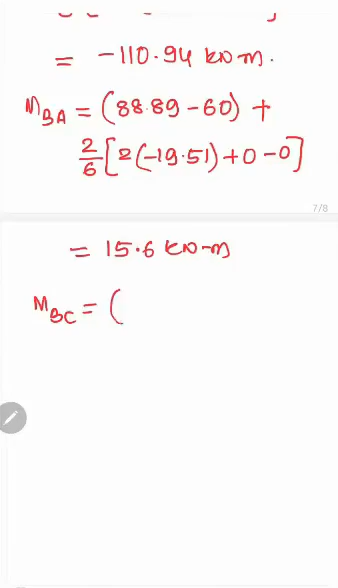 = -110.94 kN-m.
M_BA = (88.89 - 60) +
2/6 [2(-19.51) + 0 - 0]
7/8
= 15.6 kN-m
M_BC = (